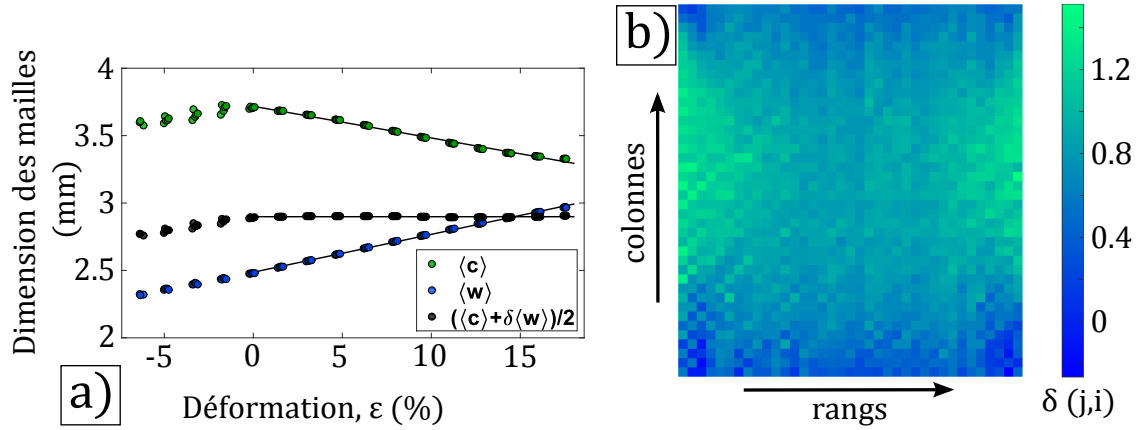 a)
Dimension des mailles
(mm)
4
3.5
3
2.5
2
-5
0
5
10
15
Déformation, ε (%)
⟨c⟩
⟨w⟩
(⟨c⟩+δ⟨w⟩)/2
b)
colonnes
rangs
1.2
0.8
0.4
0
δ (j,i)